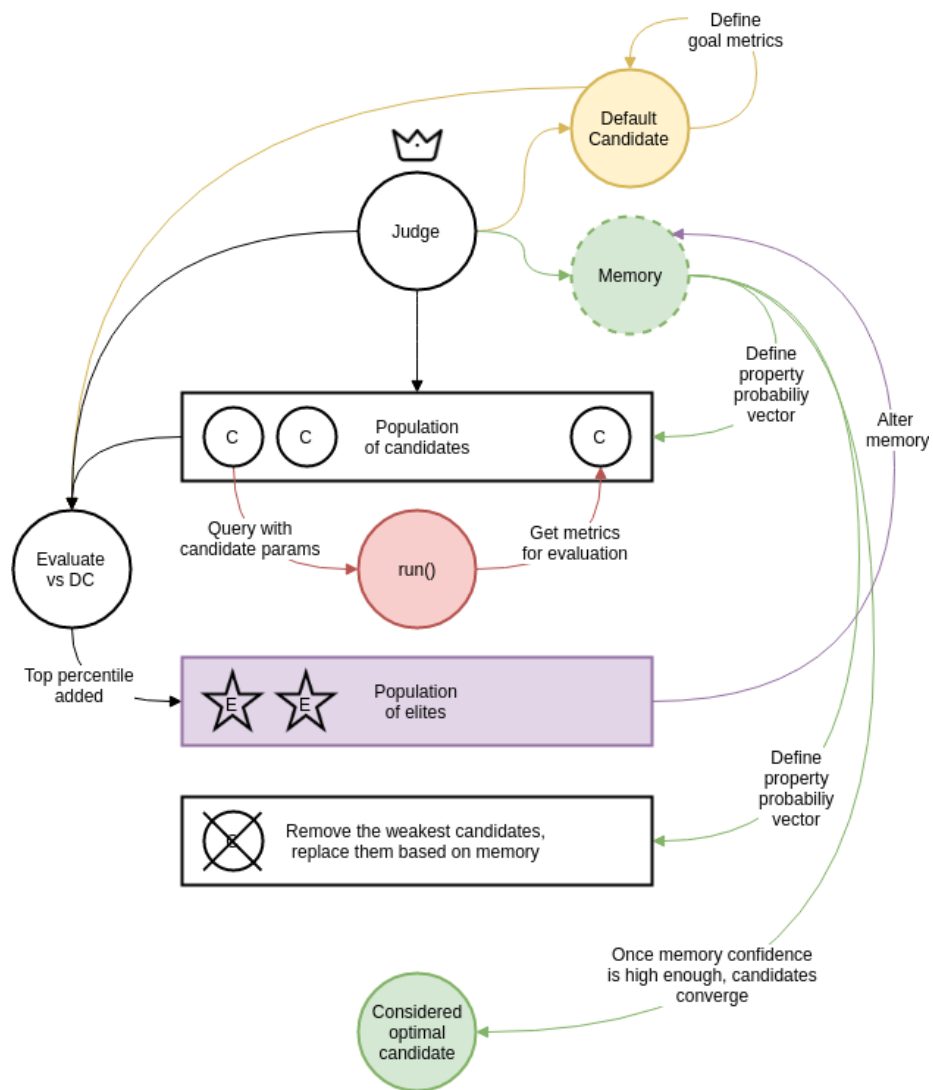 Define
goal metrics
Default
Candidate
Judge
Memory
Define
property
probabiliy
vector
Alter
memory
C
C
Population
of candidates
C
Query with
candidate params
run()
Get metrics
for evaluation
Evaluate
vs DC
Top percentile
added
E
E
Population
of elites
Define
property
probabiliy
vector
C
Remove the weakest candidates,
replace them based on memory
Once memory confidence
is high enough, candidates
converge
Considered
optimal
candidate